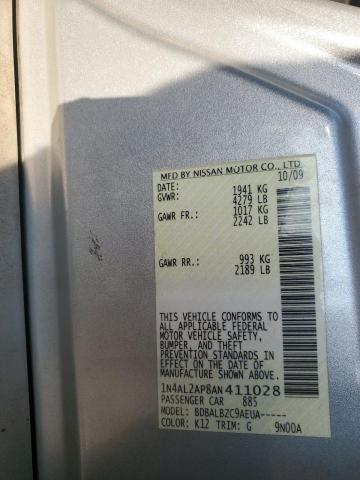 MFD BY NISSAN MOTOR CO., LTD
DATE: 10/09
GVWR: 1941 KG
4279 LB
GAWR FR.: 1017 KG
2242 LB
GAWR RR.: 993 KG
2189 LB
THIS VEHICLE CONFORMS TO
ALL APPLICABLE FEDERAL
MOTOR VEHICLE SAFETY,
BUMPER, AND THEFT
PREVENTION STANDARDS IN
EFFECT ON THE DATE OF
MANUFACTURE SHOWN ABOVE.
1N4AL2AP8AN411028
PASSENGER CAR 885
MODEL: BDBALBZC9AEUA-----
COLOR: K12 TRIM: G 9N00A